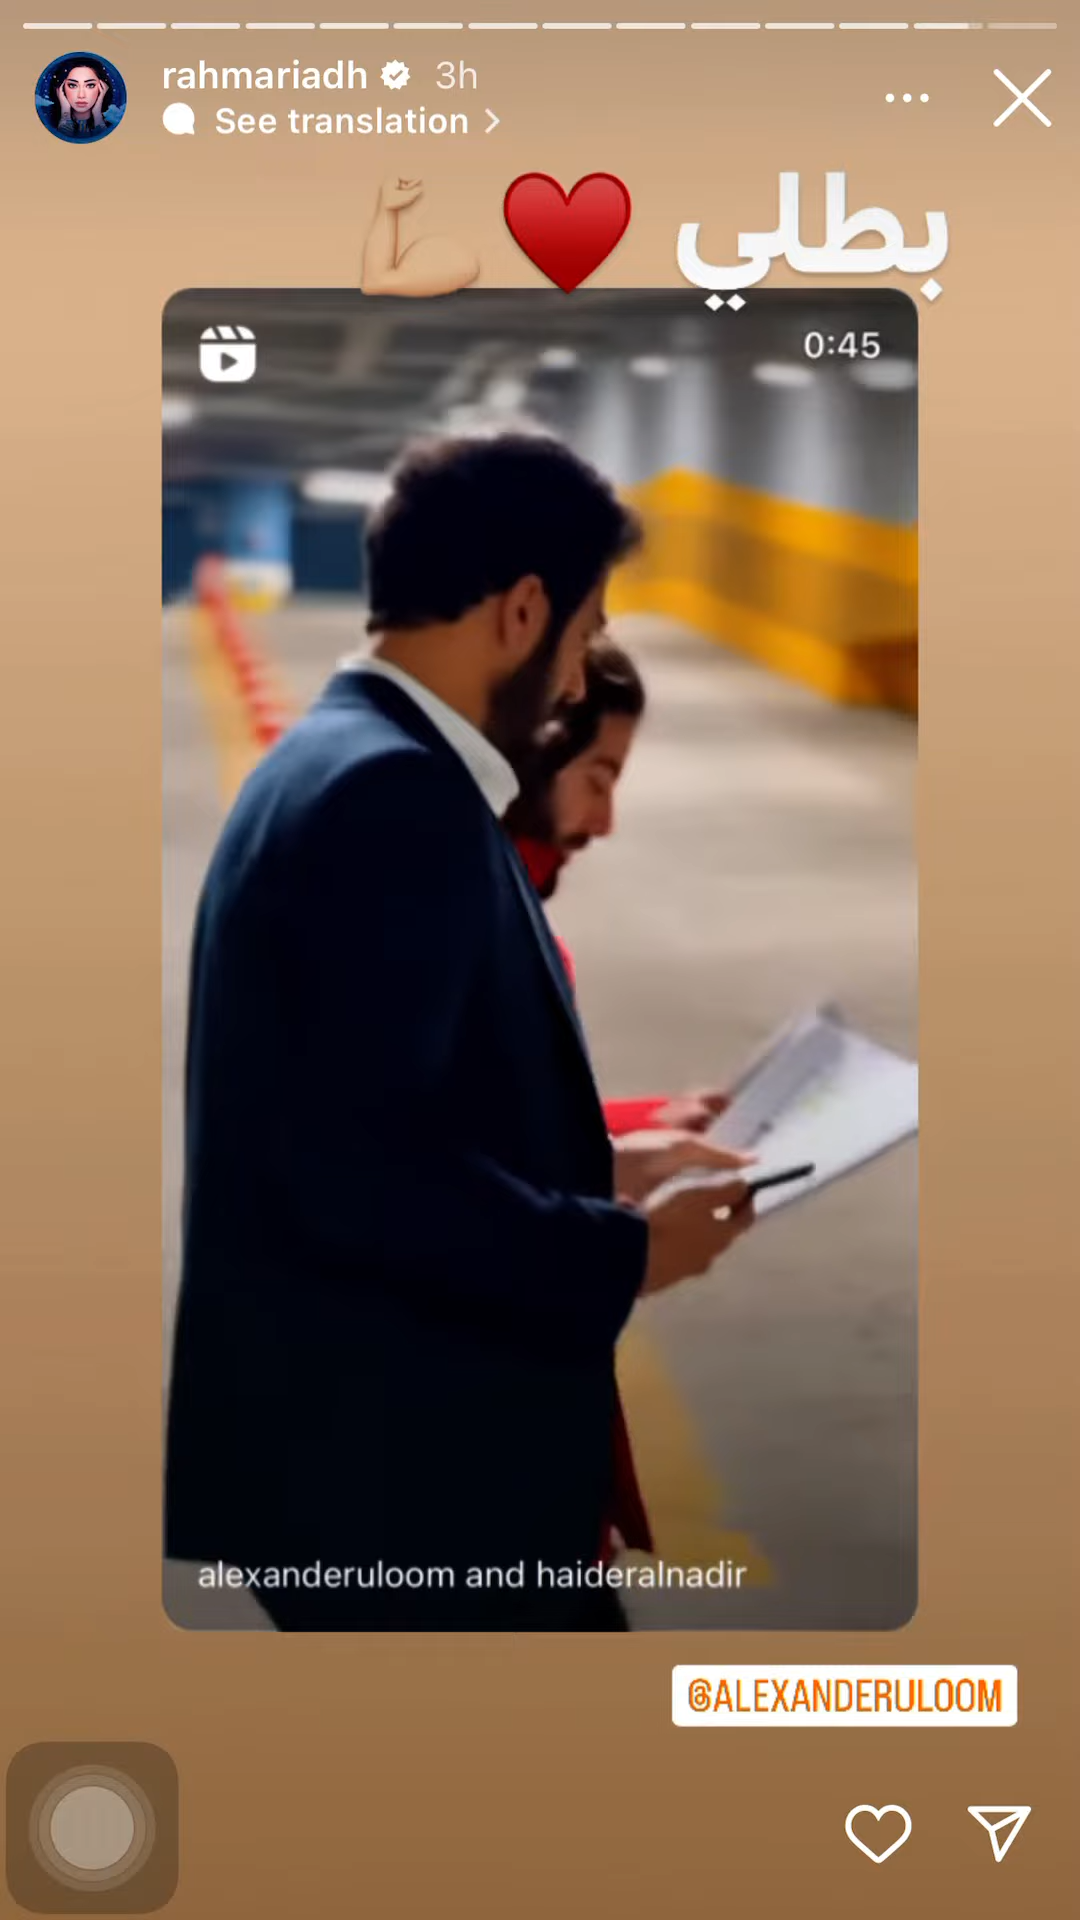 rahmariadh 3h
See translation
بطلي ❤️ 💪🏼
0:45
alexanderuloom and haideralnadir
@ALEXANDERULOOM